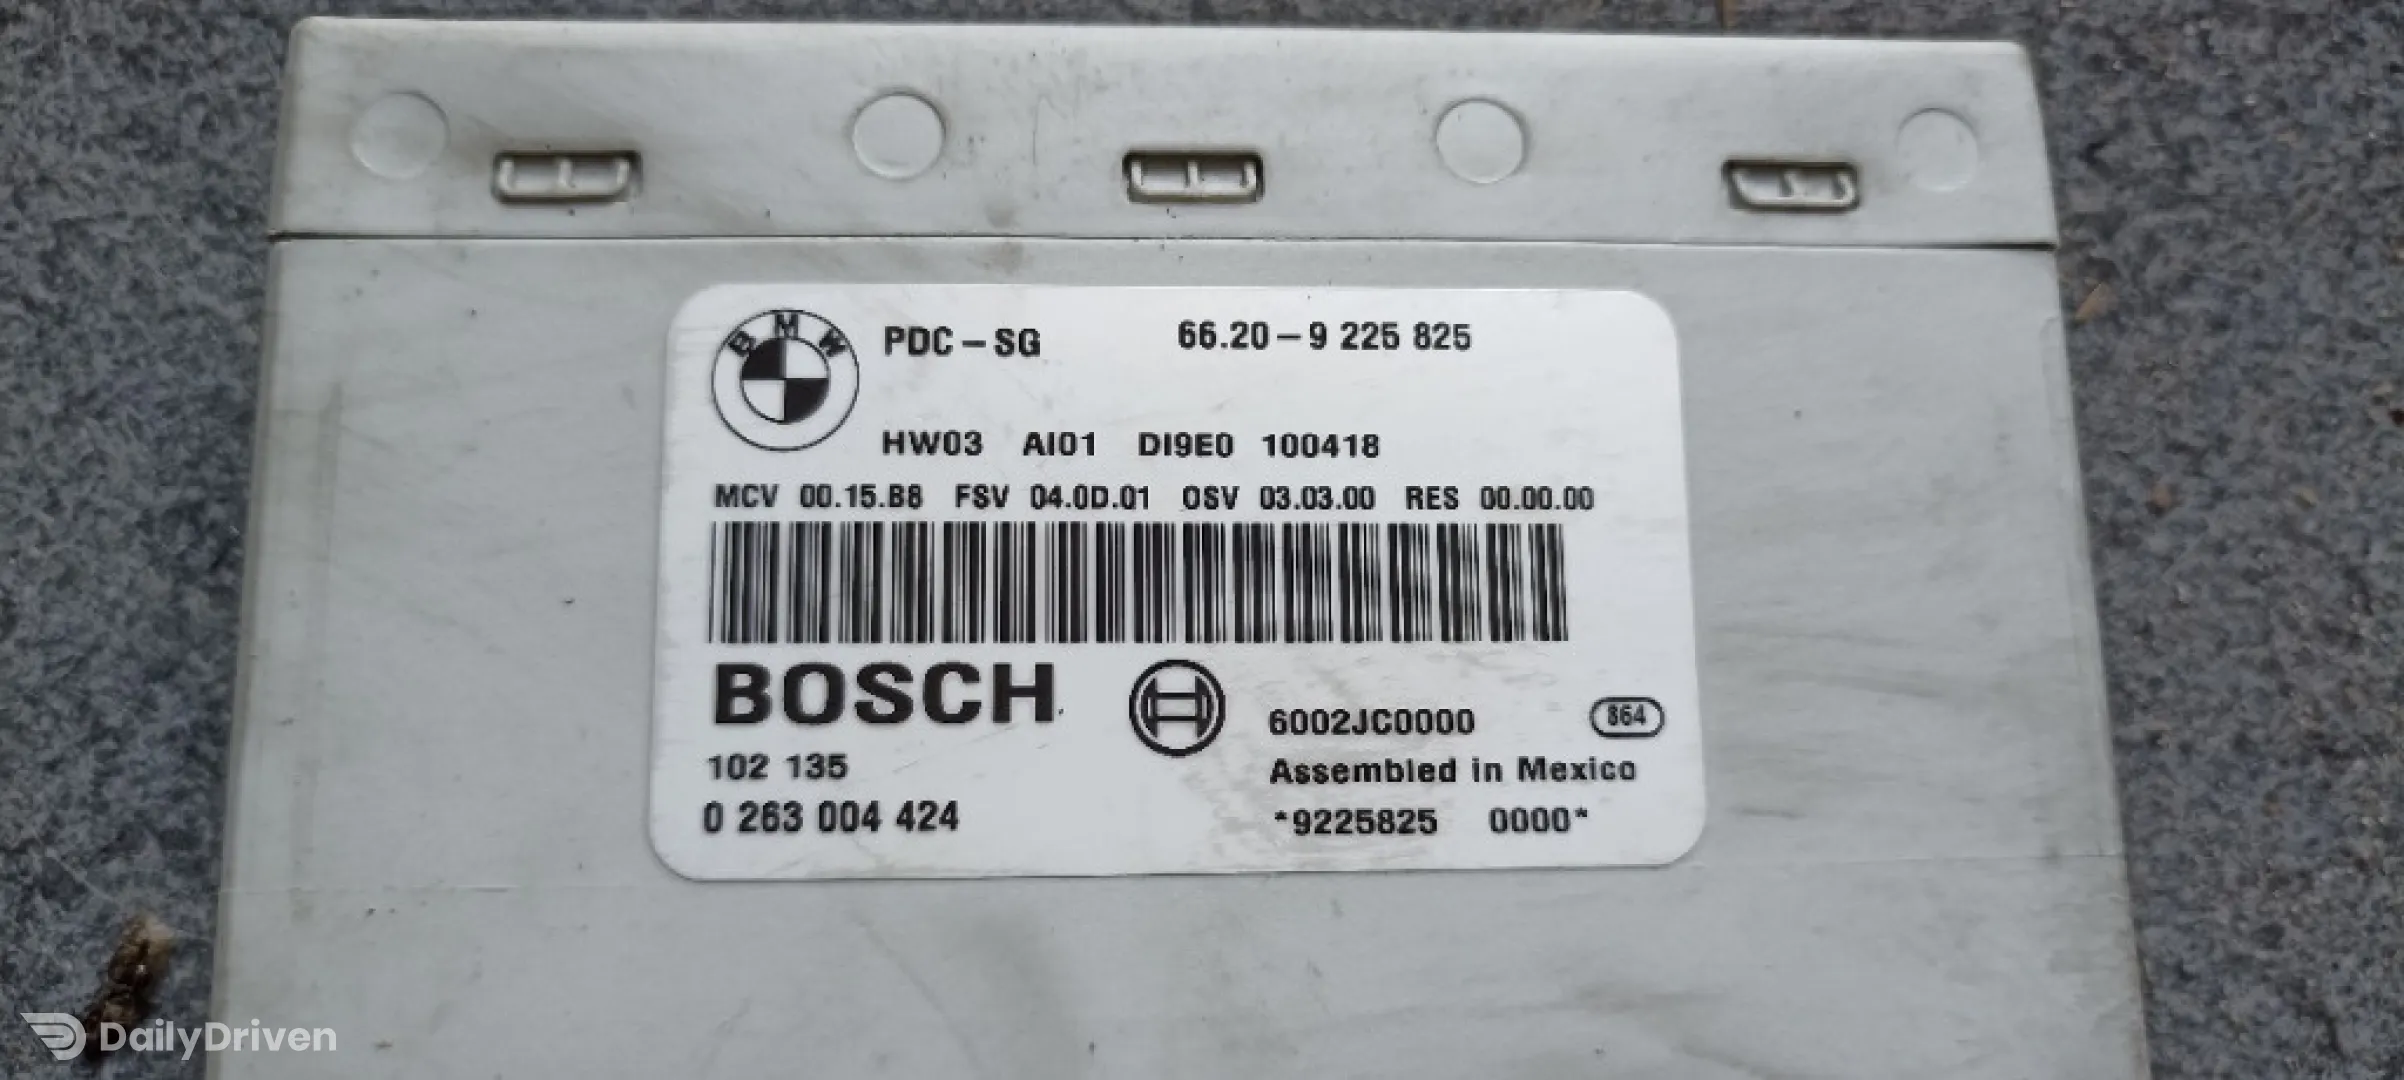 BMW
PDC-SG 66.20-9 225 825
HW03 AI01 DI9E0 100418
MCV 00.15.B8 FSV 04.0D.01 OSV 03.03.00 RES 00.00.00
BOSCH
6002JC0000 864
102 135 Assembled in Mexico
0 263 004 424 *9225825 0000*
DailyDriven